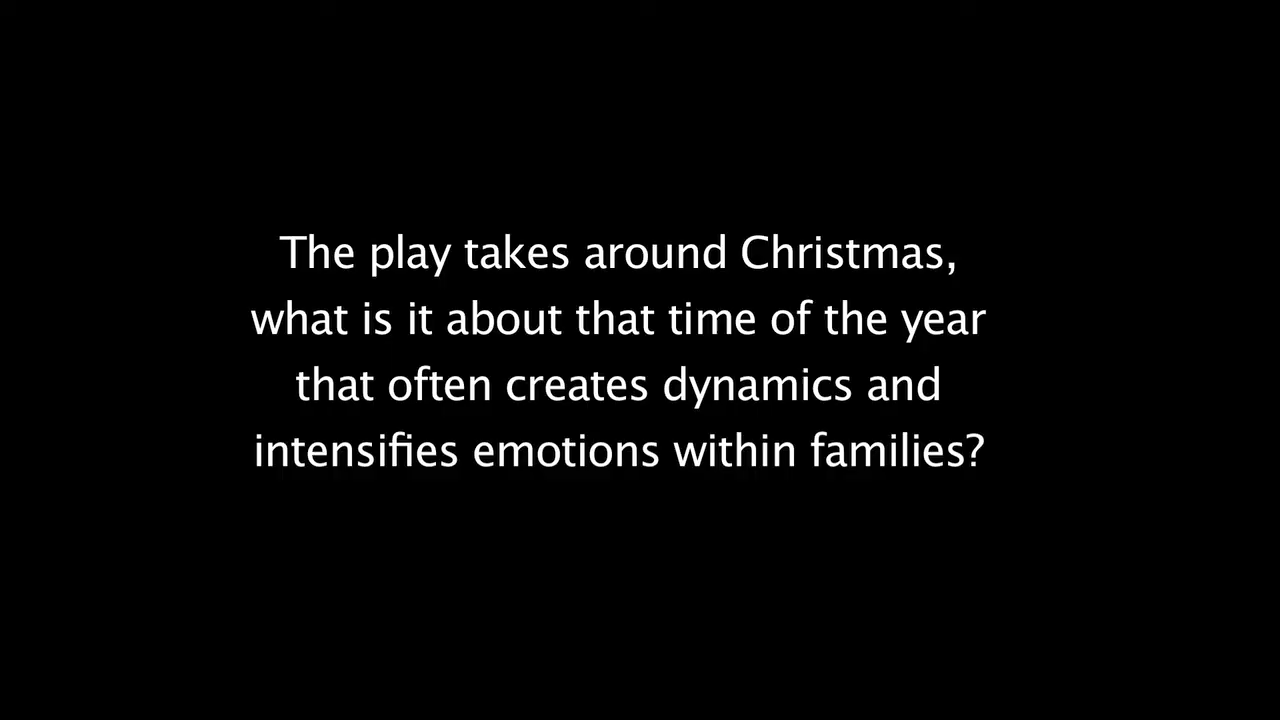 The play takes around Christmas,
what is it about that time of the year
that often creates dynamics and
intensifies emotions within families?